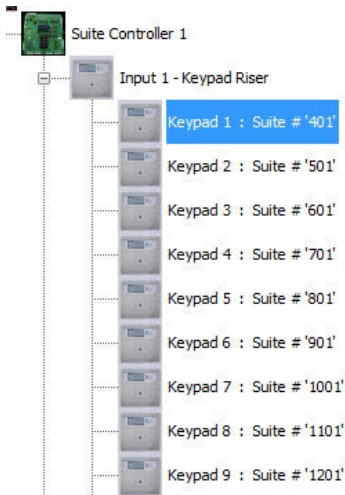 Suite Controller 1
Input 1 - Keypad Riser
Keypad 1 : Suite # '401'
Keypad 2 : Suite # '501'
Keypad 3 : Suite # '601'
Keypad 4 : Suite # '701'
Keypad 5 : Suite # '801'
Keypad 6 : Suite # '901'
Keypad 7 : Suite # '1001'
Keypad 8 : Suite # '1101'
Keypad 9 : Suite # '1201'